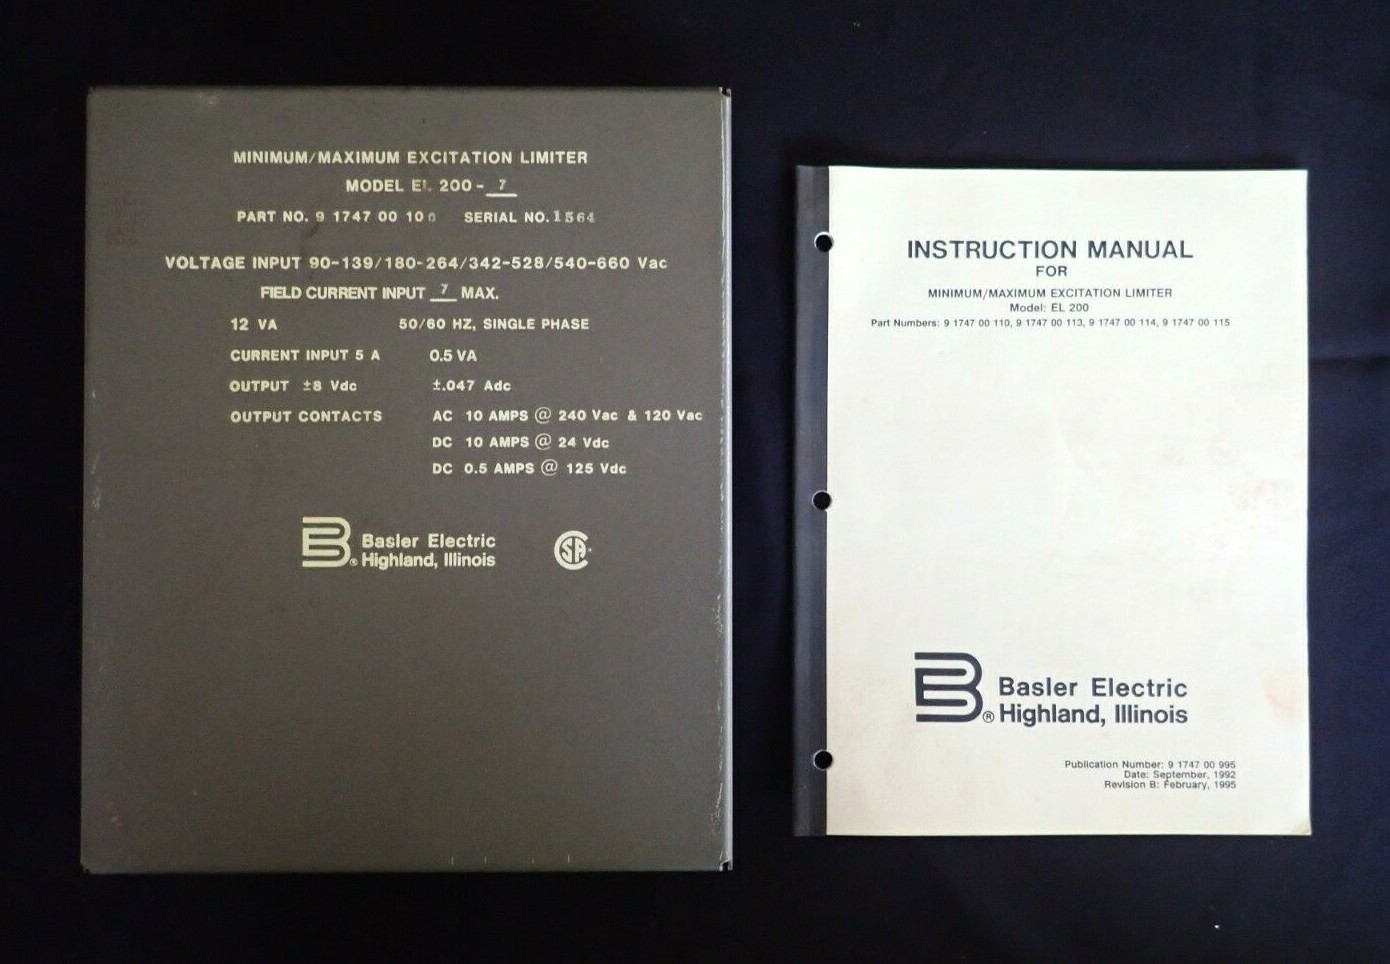 MINIMUM/MAXIMUM EXCITATION LIMITER
MODEL EL 200-7
PART NO. 9 1747 00 100 SERIAL NO. 1564
VOLTAGE INPUT 90-139/180-264/342-528/540-660 Vac
FIELD CURRENT INPUT 7 MAX.
12 VA 50/60 HZ, SINGLE PHASE
CURRENT INPUT 5 A 0.5 VA
OUTPUT ±8 Vdc ±.047 Adc
OUTPUT CONTACTS AC 10 AMPS @ 240 Vac & 120 Vac
DC 10 AMPS @ 24 Vdc
DC 0.5 AMPS @ 125 Vdc
Basler Electric
® Highland, Illinois
CSA
INSTRUCTION MANUAL
FOR
MINIMUM/MAXIMUM EXCITATION LIMITER
Model: EL 200
Part Numbers: 9 1747 00 110, 9 1747 00 113, 9 1747 00 114, 9 1747 00 115
Basler Electric
® Highland, Illinois
Publication Number: 9 1747 00 995
Date: September, 1992
Revision B: February, 1995